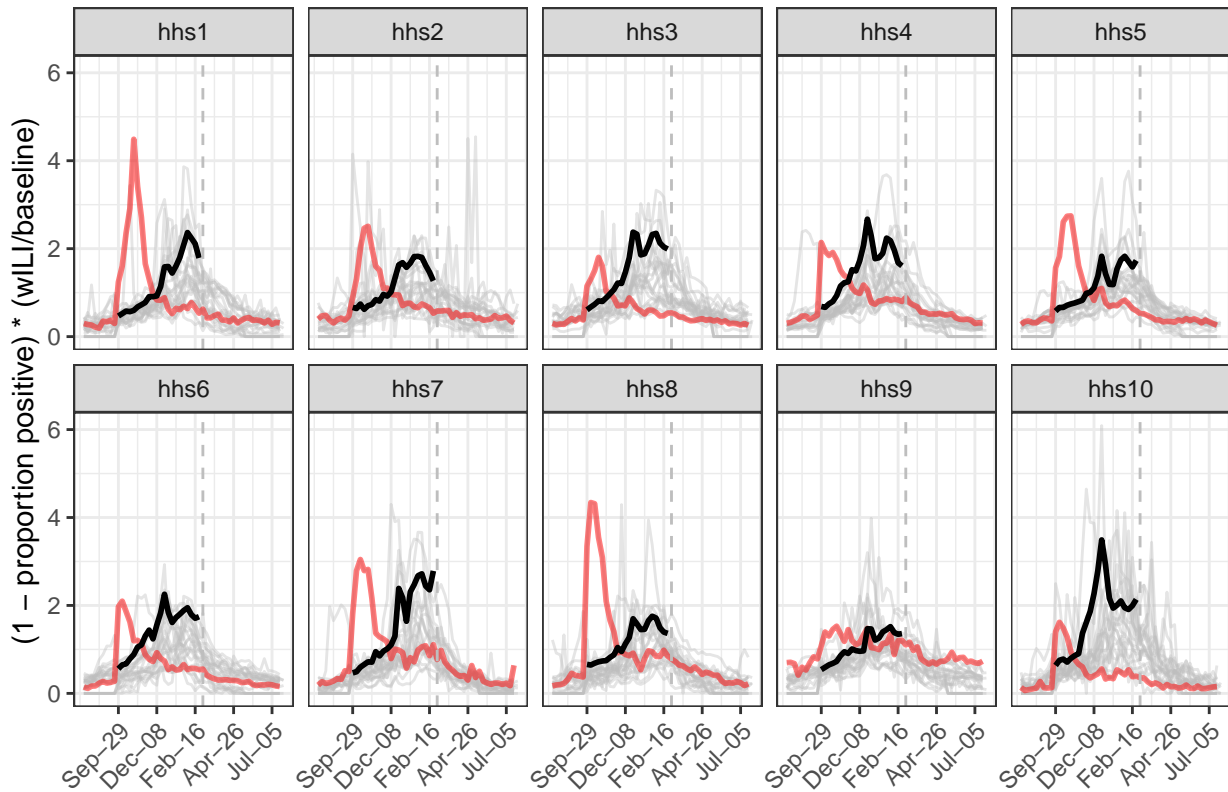 hhs1 hhs2 hhs3 hhs4 hhs5
6
4
2
0
hhs6 hhs7 hhs8 hhs9 hhs10
6
4
2
0
Sep−29 Dec−08 Feb−16 Apr−26 Jul−05 Sep−29 Dec−08 Feb−16 Apr−26 Jul−05 Sep−29 Dec−08 Feb−16 Apr−26 Jul−05 Sep−29 Dec−08 Feb−16 Apr−26 Jul−05 Sep−29 Dec−08 Feb−16 Apr−26 Jul−05
(1 − proportion positive) * (wILI/baseline)